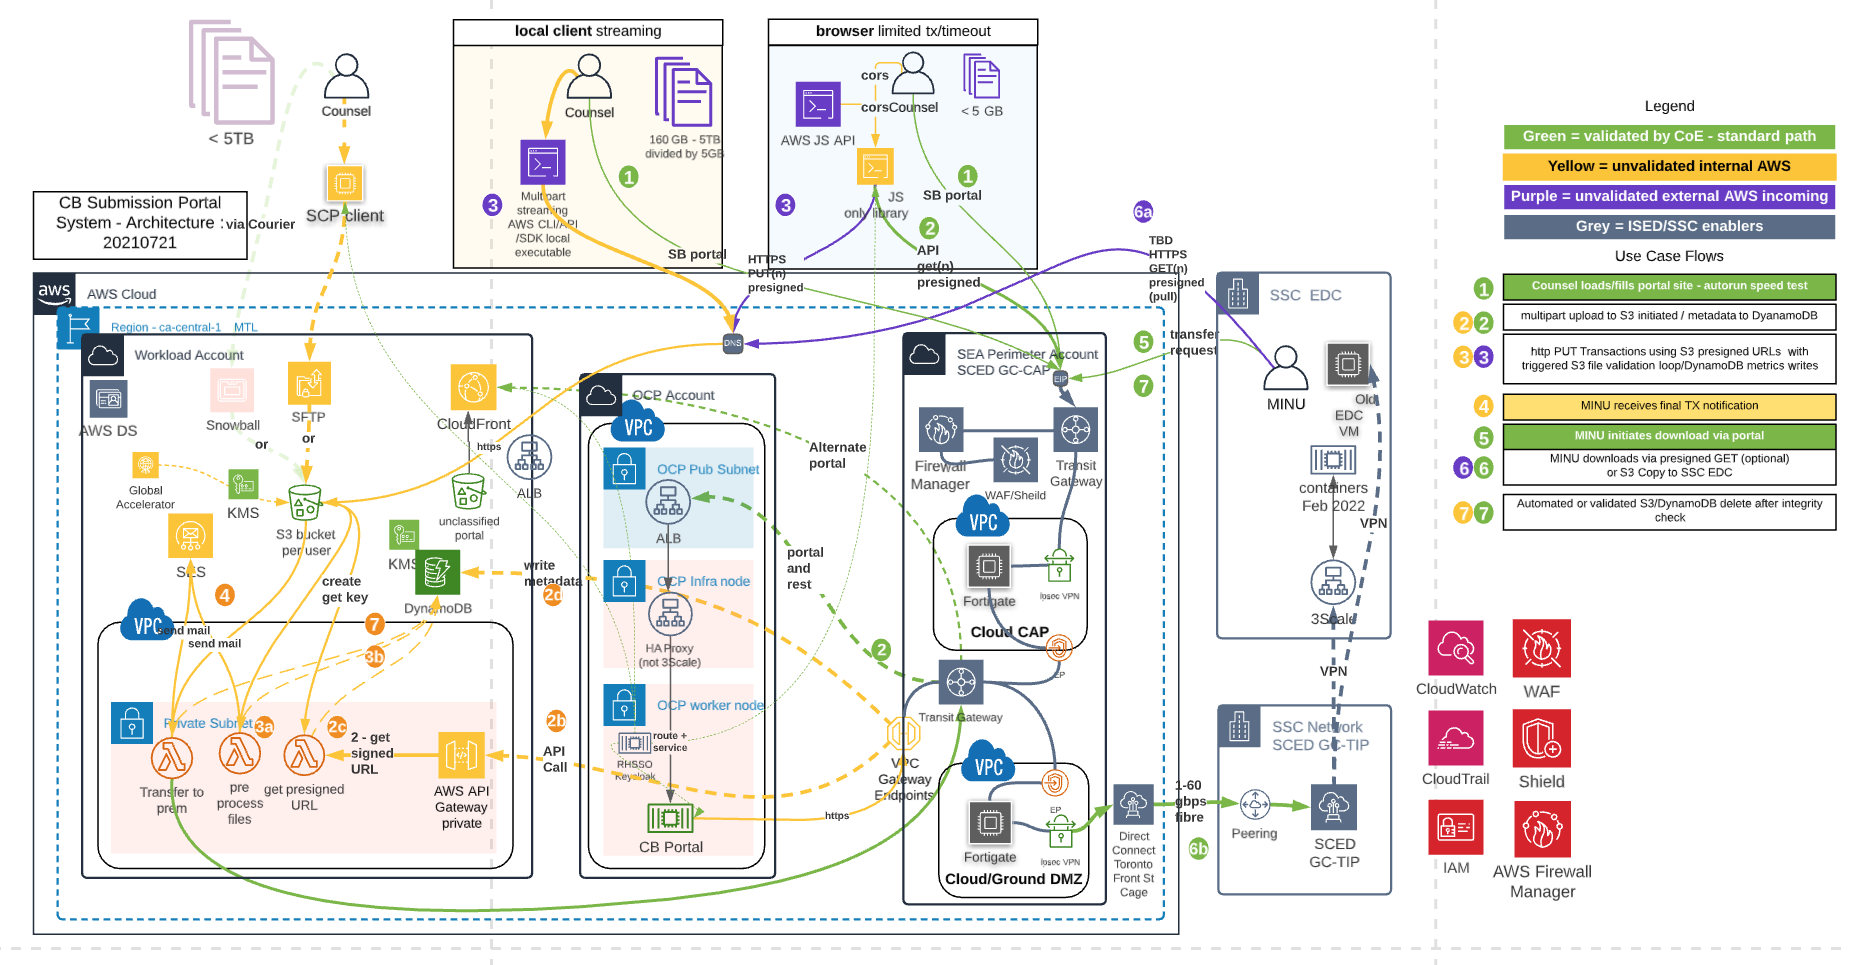 local client streaming
browser limited tx/timeout
Counsel
< 5TB
Counsel
160 GB - 5TB
divided by 5GB
cors
corsCounsel
< 5 GB
AWS JS API
Legend
Green = validated by CoE - standard path
Yellow = unvalidated internal AWS
Purple = unvalidated external AWS incoming
Grey = ISED/SSC enablers
Use Case Flows
1
Counsel loads/fills portal site - autorun speed test
2 2
multipart upload to S3 initiated / metadata to DyanamoDB
3 3
http PUT Transactions using S3 presigned URLs with
triggered S3 file validation loop/DynamoDB metrics writes
4
MINU receives final TX notification
5
MINU initiates download via portal
6 6
MINU downloads via presigned GET (optional)
or S3 Copy to SSC EDC
7 7
Automated or validated S3/DynamoDB delete after integrity
check
CB Submission Portal
System - Architecture :
20210721
via Courier
SCP client
1
3
Multipart
streaming
AWS CLI/API
/SDK local
executable
SB portal
3
JS
only library
1
SB portal
2
API
get(n)
presigned
HTTPS
PUT(n)
presigned
6a
TBD
HTTPS
GET(n)
presigned
(pull)
aws
AWS Cloud
Region - ca-central-1 MTL
DNS
Workload Account
AWS DS
Snowball
or
SFTP
or
CloudFront
https
ALB
Global
Accelerator
KMS
S3 bucket
per user
unclassified
portal
SES
KMS
DynamoDB
write
metadata
2d
create
get key
4
7
3b
VPC
send mail
send mail
Private Subnet
3a
2c
2 - get
signed
URL
Transfer to
prem
pre
process
files
get presigned
URL
AWS API
Gateway
private
2b
API
Call
OCP Account
VPC
OCP Pub Subnet
ALB
OCP Infra node
HA Proxy
(not 3Scale)
OCP worker node
route +
service
RHSSO
Keycloak
CB Portal
https
Alternate
portal
portal
and
rest
2
SEA Perimeter Account
SCED GC-CAP
EIP
Firewall
Manager
WAF/Sheild
Transit
Gateway
VPC
Fortigate
Ipsec VPN
Cloud CAP
EP
Transit Gateway
VPC
Gateway
Endpoints
VPC
EP
Fortigate
Ipsec VPN
Cloud/Ground DMZ
5
transfer
request
7
Direct
Connect
Toronto
Front St
Cage
1-60
gbps
fibre
6b
SSC EDC
MINU
Old
EDC
VM
containers
Feb 2022
VPN
3Scale
VPN
SSC Network
SCED GC-TIP
Peering
SCED
GC-TIP
CloudWatch
WAF
CloudTrail
Shield
IAM
AWS Firewall
Manager